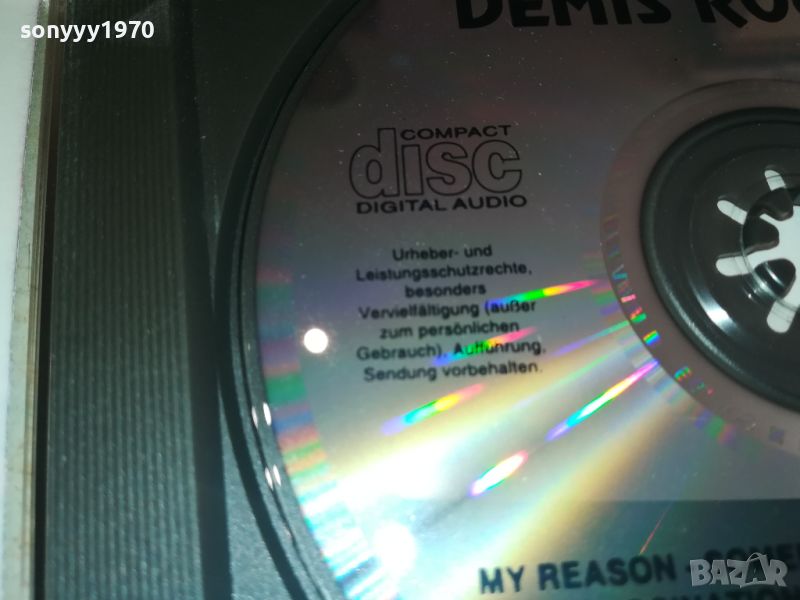 sonyyy1970
DEMIS
COMPACT
disc
DIGITAL AUDIO
Urheber- und
Leistungsschutzrechte,
besonders
Vervielfältigung (außer
zum persönlichen
Gebrauch), Aufführung,
Sendung vorbehalten.
MY REASON
BAZAR